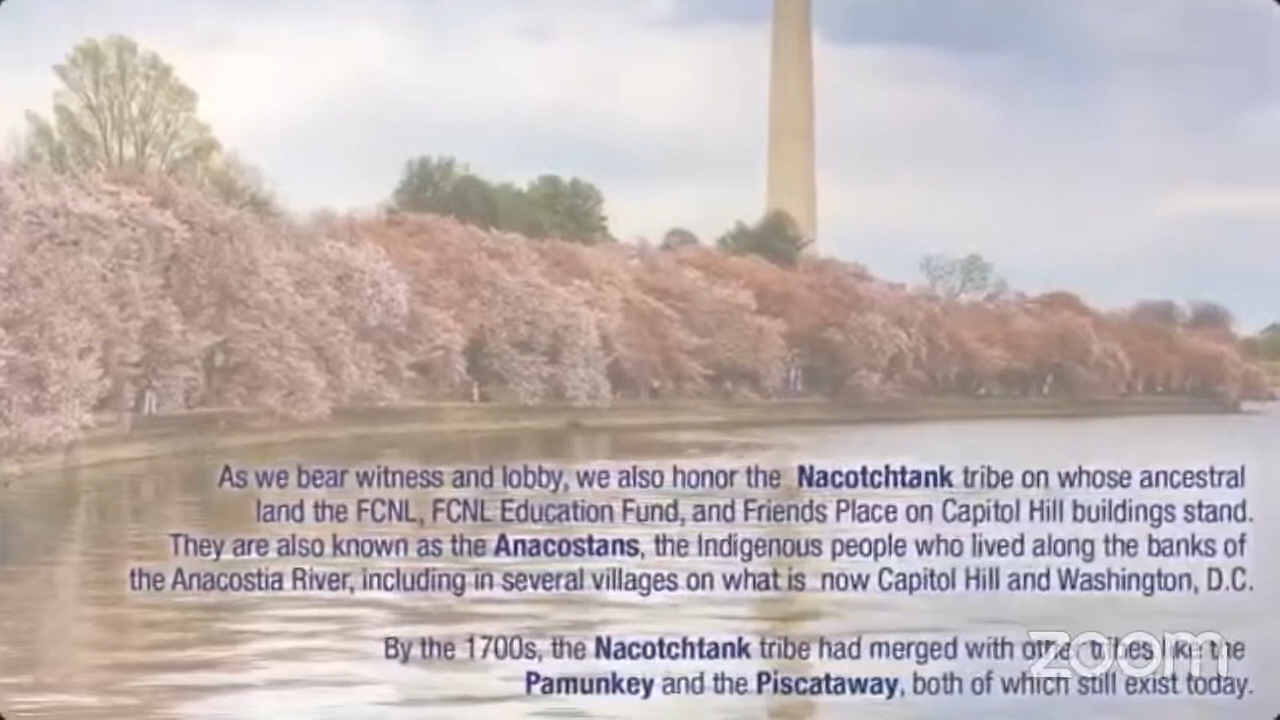 As we bear witness and lobby, we also honor the Nacotchtank tribe on whose ancestral
land the FCNL, FCNL Education Fund, and Friends Place on Capitol Hill buildings stand.
They are also known as the Anacostans, the Indigenous people who lived along the banks of
the Anacostia River, including in several villages on what is now Capitol Hill and Washington, D.C.
By the 1700s, the Nacotchtank tribe had merged with other tribes like the
Pamunkey and the Piscataway, both of which still exist today.
zoom